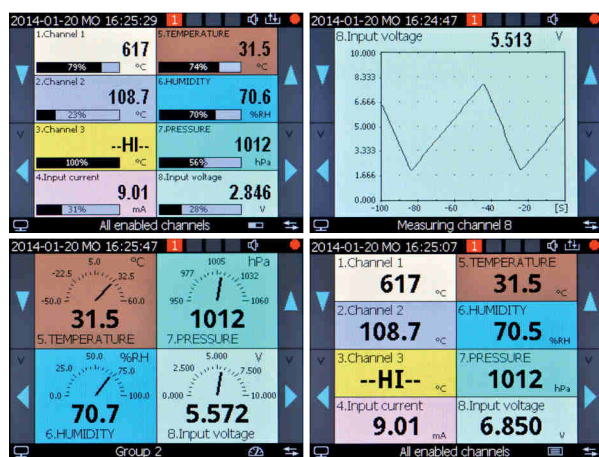 2014-01-20 MO 16:25:29 1
1.Channel 1
617
79% °C
5.TEMPERATURE
31.5
74% °C
2.Channel 2
108.7
23% °C
6.HUMIDITY
70.6
70% %RH
3.Channel 3
--HI--
100% °C
7.PRESSURE
1012
56% hPa
4.Input current
9.01
31% mA
8.Input voltage
2.846
28% V
All enabled channels
2014-01-20 MO 16:24:47 1
8.Input voltage 5.513 V
10.000
8.333
6.666
5.000
3.333
1.666
0.000
-100 -80 -60 -40 -20 [S]
Measuring channel 8
2014-01-20 MO 16:25:47 1
5.0 °C
-22.5 32.5
-50.0 60.0
31.5
5.TEMPERATURE
1005 hPa
977 1032
950 1060
1012
7.PRESSURE
50.0 %RH
25.0 75.0
0.0 100.0
70.7
6.HUMIDITY
5.000 V
2.500 7.500
0.000 10.000
5.572
8.Input voltage
Group 2
2014-01-20 MO 16:25:07 1
1.Channel 1
617 °C
5.TEMPERATURE
31.5 °C
2.Channel 2
108.7 °C
6.HUMIDITY
70.5 %RH
3.Channel 3
--HI-- °C
7.PRESSURE
1012 hPa
4.Input current
9.01 mA
8.Input voltage
6.850 V
All enabled channels